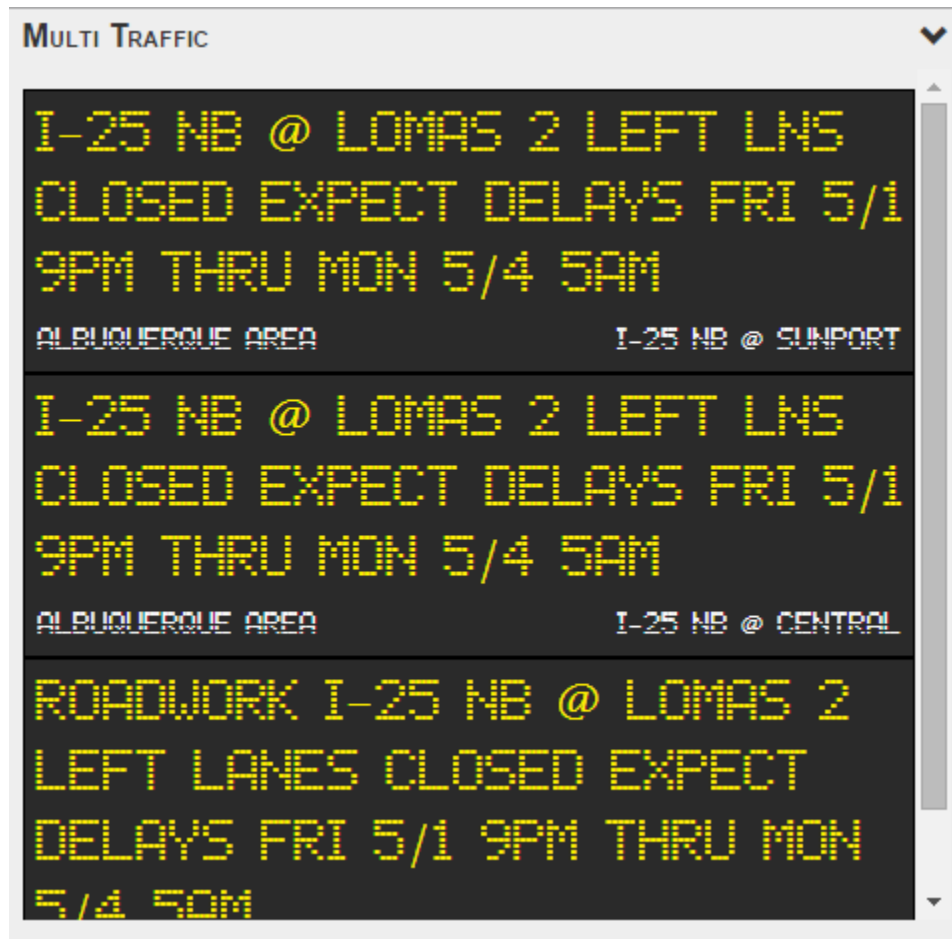 Multi Traffic
I-25 NB @ LOMAS 2 LEFT LNS
CLOSED EXPECT DELAYS FRI 5/1
9PM THRU MON 5/4 5AM
ALBUQUERQUE AREA I-25 NB @ SUNPORT
I-25 NB @ LOMAS 2 LEFT LNS
CLOSED EXPECT DELAYS FRI 5/1
9PM THRU MON 5/4 5AM
ALBUQUERQUE AREA I-25 NB @ CENTRAL
ROADWORK I-25 NB @ LOMAS 2
LEFT LANES CLOSED EXPECT
DELAYS FRI 5/1 9PM THRU MON
5/4 5AM